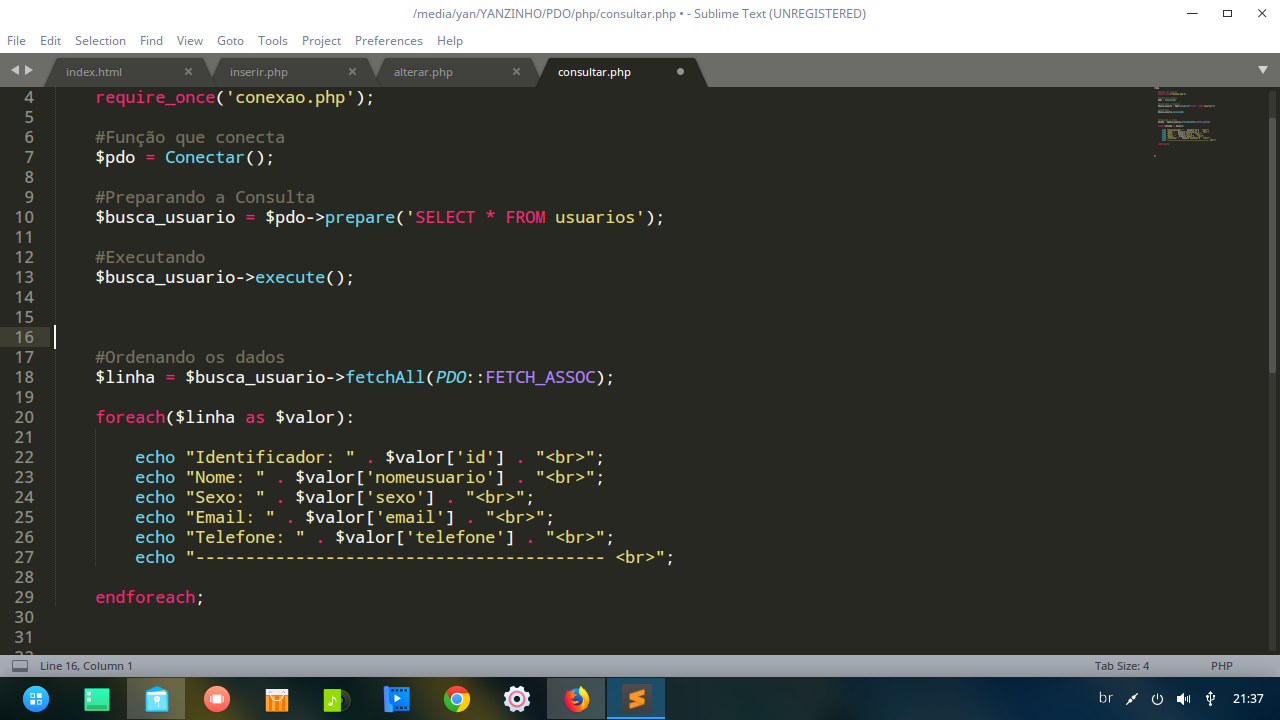 /media/yan/YANZINHO/PDO/php/consultar.php • - Sublime Text (UNREGISTERED)
File Edit Selection Find View Goto Tools Project Preferences Help
index.html inserir.php alterar.php consultar.php
4 require_once('conexao.php');
5
6 #Função que conecta
7 $pdo = Conectar();
8
9 #Preparando a Consulta
10 $busca_usuario = $pdo->prepare('SELECT * FROM usuarios');
11
12 #Executando
13 $busca_usuario->execute();
14
15
16
17 #Ordenando os dados
18 $linha = $busca_usuario->fetchAll(PDO::FETCH_ASSOC);
19
20 foreach($linha as $valor):
21
22 echo "Identificador: " . $valor['id'] . "<br>";
23 echo "Nome: " . $valor['nomeusuario'] . "<br>";
24 echo "Sexo: " . $valor['sexo'] . "<br>";
25 echo "Email: " . $valor['email'] . "<br>";
26 echo "Telefone: " . $valor['telefone'] . "<br>";
27 echo "----------------------------------------- <br>";
28
29 endforeach;
30
31
Line 16, Column 1 Tab Size: 4 PHP
br 21:37